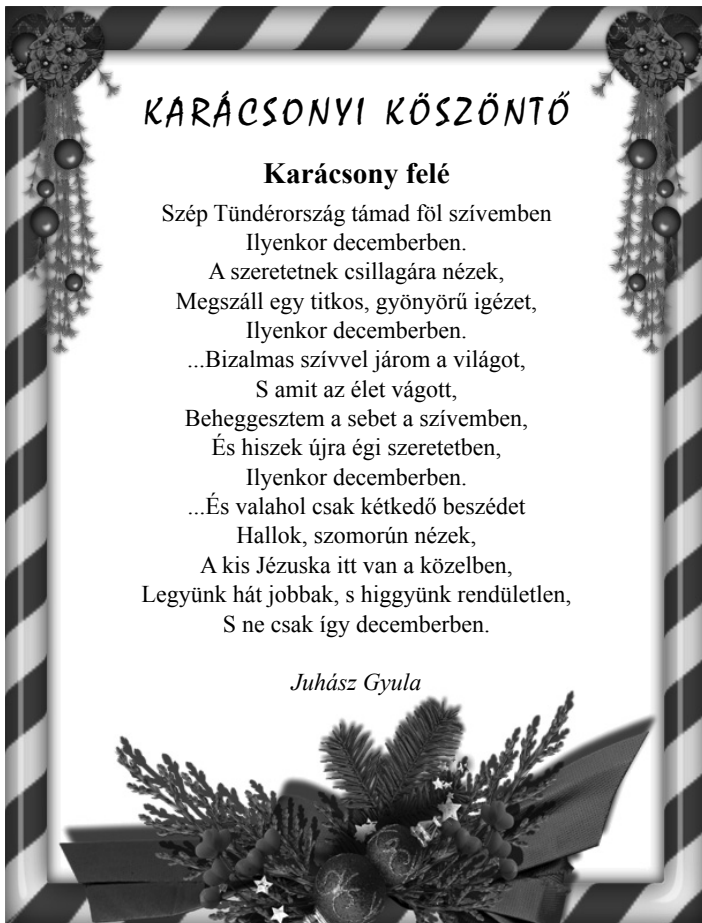 KARÁCSONYI KÖSZÖNTŐ
Karácsony felé
Szép Tündérország támad föl szívemben
Ilyenkor decemberben.
A szeretetnek csillagára nézek,
Megszáll egy titkos, gyönyörű igézet,
Ilyenkor decemberben.
...Bizalmas szívvel járom a világot,
S amit az élet vágott,
Beheggesztem a sebet a szívemben,
És hiszek újra égi szeretetben,
Ilyenkor decemberben.
...És valahol csak kétkedő beszédet
Hallok, szomorún nézek,
A kis Jézuska itt van a közelben,
Legyünk hát jobbak, s higgyünk rendületlen,
S ne csak így decemberben.
Juhász Gyula